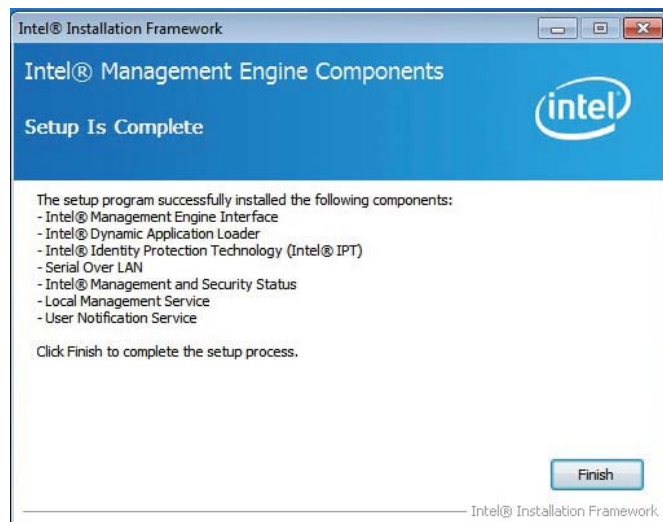 Intel® Installation Framework
Intel® Management Engine Components
Setup Is Complete
intel
The setup program successfully installed the following components:
- Intel® Management Engine Interface
- Intel® Dynamic Application Loader
- Intel® Identity Protection Technology (Intel® IPT)
- Serial Over LAN
- Intel® Management and Security Status
- Local Management Service
- User Notification Service
Click Finish to complete the setup process.
Finish
Intel® Installation Framework